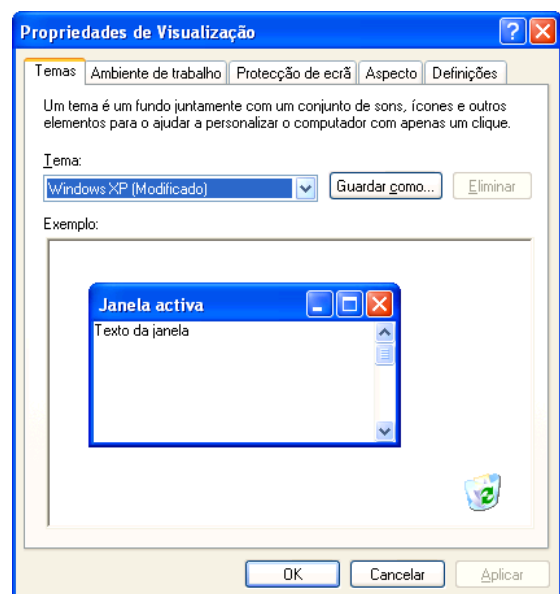 Propriedades de Visualização
Temas Ambiente de trabalho Protecção de ecrã Aspecto Definições
Um tema é um fundo juntamente com um conjunto de sons, ícones e outros
elementos para o ajudar a personalizar o computador com apenas um clique.
Tema:
Windows XP (Modificado) Guardar como... Eliminar
Exemplo:
Janela activa
Texto da janela
OK Cancelar Aplicar